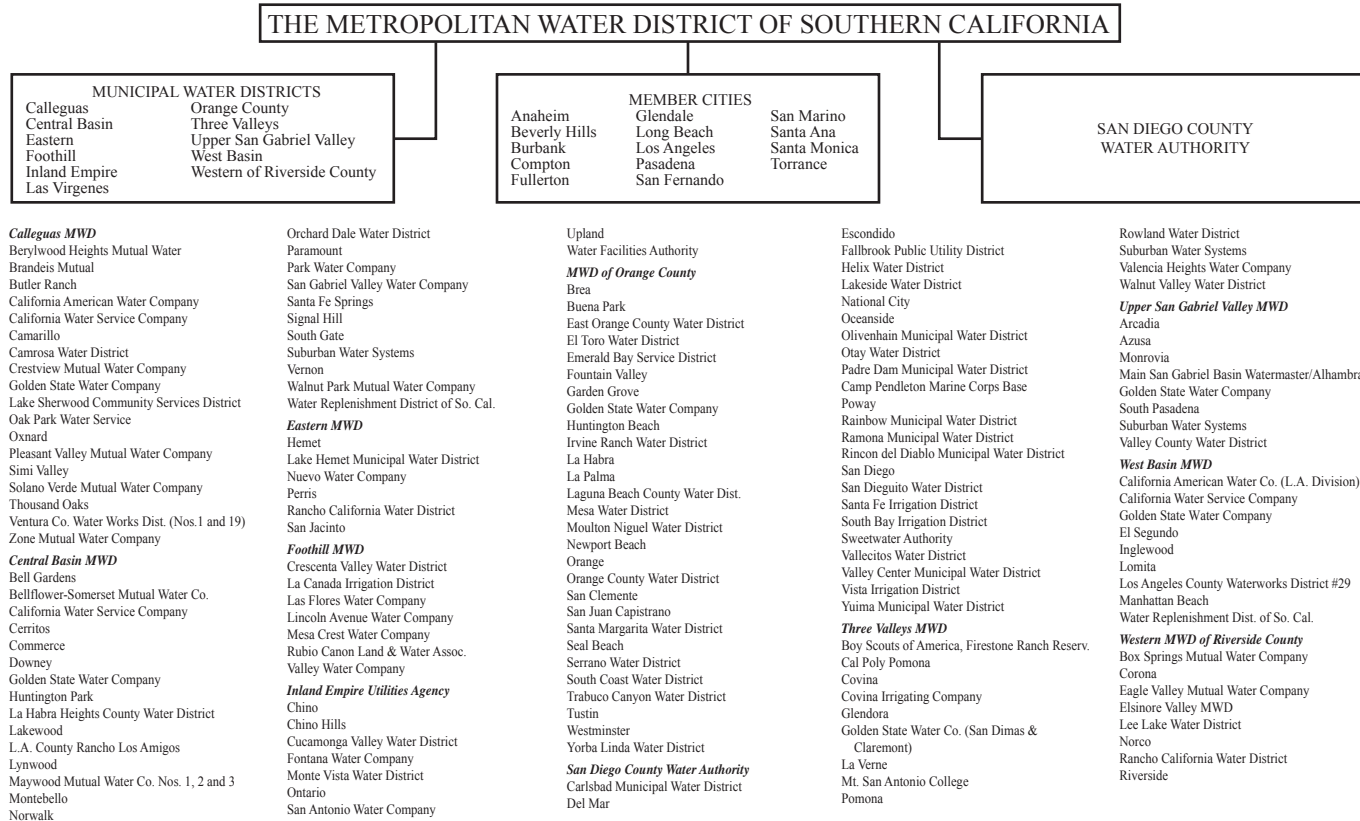 THE METROPOLITAN WATER DISTRICT OF SOUTHERN CALIFORNIA
MUNICIPAL WATER DISTRICTS
Calleguas
Central Basin
Eastern
Foothill
Inland Empire
Las Virgenes
Orange County
Three Valleys
Upper San Gabriel Valley
West Basin
Western of Riverside County
MEMBER CITIES
Anaheim
Beverly Hills
Burbank
Compton
Fullerton
Glendale
Long Beach
Los Angeles
Pasadena
San Fernando
San Marino
Santa Ana
Santa Monica
Torrance
SAN DIEGO COUNTY
WATER AUTHORITY
Calleguas MWD
Berylwood Heights Mutual Water
Brandeis Mutual
Butler Ranch
California American Water Company
California Water Service Company
Camarillo
Camrosa Water District
Crestview Mutual Water Company
Golden State Water Company
Lake Sherwood Community Services District
Oak Park Water Service
Oxnard
Pleasant Valley Mutual Water Company
Simi Valley
Solano Verde Mutual Water Company
Thousand Oaks
Ventura Co. Water Works Dist. (Nos.1 and 19)
Zone Mutual Water Company
Central Basin MWD
Bell Gardens
Bellflower-Somerset Mutual Water Co.
California Water Service Company
Cerritos
Commerce
Downey
Golden State Water Company
Huntington Park
La Habra Heights County Water District
Lakewood
L.A. County Rancho Los Amigos
Lynwood
Maywood Mutual Water Co. Nos. 1, 2 and 3
Montebello
Norwalk
Orchard Dale Water District
Paramount
Park Water Company
San Gabriel Valley Water Company
Santa Fe Springs
Signal Hill
South Gate
Suburban Water Systems
Vernon
Walnut Park Mutual Water Company
Water Replenishment District of So. Cal.
Eastern MWD
Hemet
Lake Hemet Municipal Water District
Nuevo Water Company
Perris
Rancho California Water District
San Jacinto
Foothill MWD
Crescenta Valley Water District
La Canada Irrigation District
Las Flores Water Company
Lincoln Avenue Water Company
Mesa Crest Water Company
Rubio Canon Land & Water Assoc.
Valley Water Company
Inland Empire Utilities Agency
Chino
Chino Hills
Cucamonga Valley Water District
Fontana Water Company
Monte Vista Water District
Ontario
San Antonio Water Company
Upland
Water Facilities Authority
MWD of Orange County
Brea
Buena Park
East Orange County Water District
El Toro Water District
Emerald Bay Service District
Fountain Valley
Garden Grove
Golden State Water Company
Huntington Beach
Irvine Ranch Water District
La Habra
La Palma
Laguna Beach County Water Dist.
Mesa Water District
Moulton Niguel Water District
Newport Beach
Orange
Orange County Water District
San Clemente
San Juan Capistrano
Santa Margarita Water District
Seal Beach
Serrano Water District
South Coast Water District
Trabuco Canyon Water District
Tustin
Westminster
Yorba Linda Water District
San Diego County Water Authority
Carlsbad Municipal Water District
Del Mar
Escondido
Fallbrook Public Utility District
Helix Water District
Lakeside Water District
National City
Oceanside
Olivenhain Municipal Water District
Otay Water District
Padre Dam Municipal Water District
Camp Pendleton Marine Corps Base
Poway
Rainbow Municipal Water District
Ramona Municipal Water District
Rincon del Diablo Municipal Water District
San Diego
San Dieguito Water District
Santa Fe Irrigation District
South Bay Irrigation District
Sweetwater Authority
Vallecitos Water District
Valley Center Municipal Water District
Vista Irrigation District
Yuima Municipal Water District
Three Valleys MWD
Boy Scouts of America, Firestone Ranch Reserv.
Cal Poly Pomona
Covina
Covina Irrigating Company
Glendora
Golden State Water Co. (San Dimas &
Claremont)
La Verne
Mt. San Antonio College
Pomona
Rowland Water District
Suburban Water Systems
Valencia Heights Water Company
Walnut Valley Water District
Upper San Gabriel Valley MWD
Arcadia
Azusa
Monrovia
Main San Gabriel Basin Watermaster/Alhambra
Golden State Water Company
South Pasadena
Suburban Water Systems
Valley County Water District
West Basin MWD
California American Water Co. (L.A. Division)
California Water Service Company
Golden State Water Company
El Segundo
Inglewood
Lomita
Los Angeles County Waterworks District #29
Manhattan Beach
Water Replenishment Dist. of So. Cal.
Western MWD of Riverside County
Box Springs Mutual Water Company
Corona
Eagle Valley Mutual Water Company
Elsinore Valley MWD
Lee Lake Water District
Norco
Rancho California Water District
Riverside